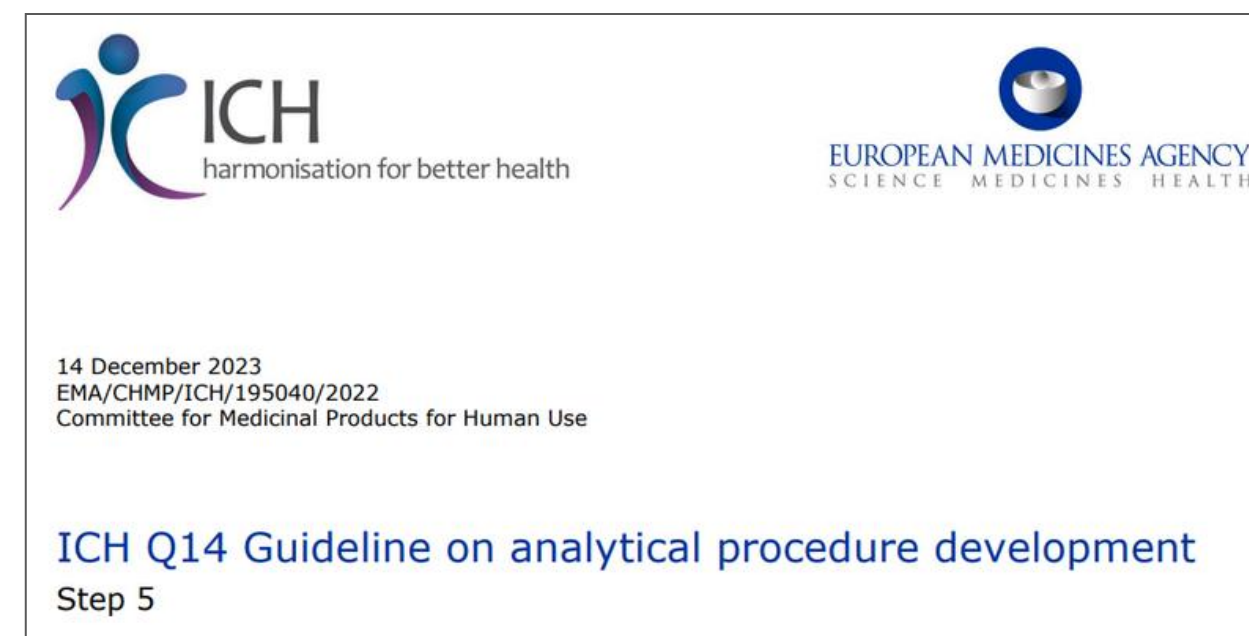 ICH
harmonisation for better health
EUROPEAN MEDICINES AGENCY
SCIENCE MEDICINES HEALTH
14 December 2023
EMA/CHMP/ICH/195040/2022
Committee for Medicinal Products for Human Use
ICH Q14 Guideline on analytical procedure development
Step 5